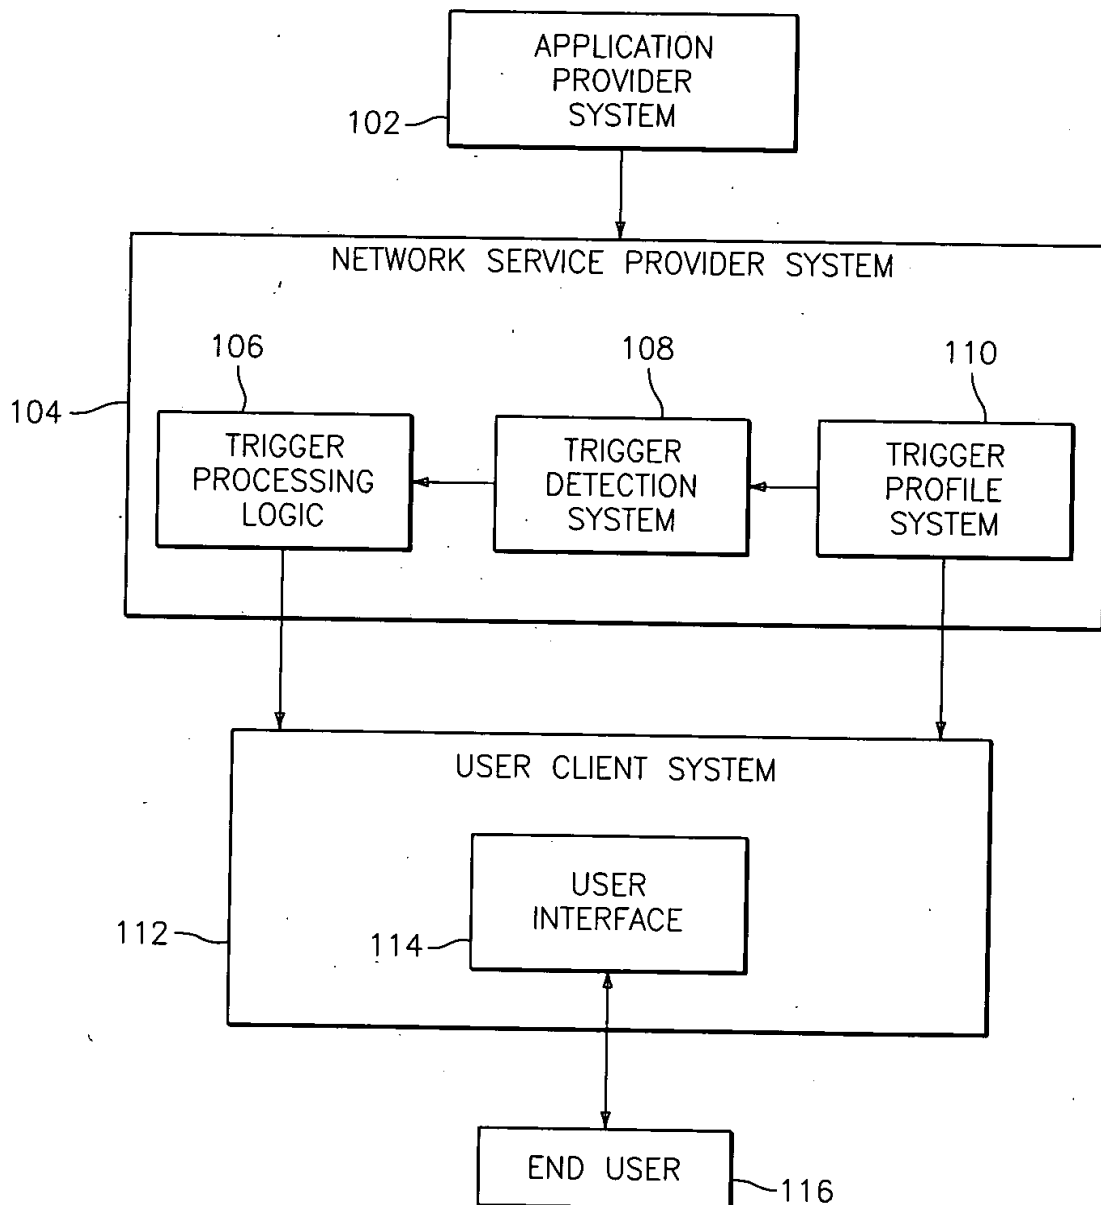 APPLICATION
PROVIDER
SYSTEM
102
NETWORK SERVICE PROVIDER SYSTEM
106
108
110
104
TRIGGER
PROCESSING
LOGIC
TRIGGER
DETECTION
SYSTEM
TRIGGER
PROFILE
SYSTEM
USER CLIENT SYSTEM
USER
INTERFACE
112
114
END USER
116